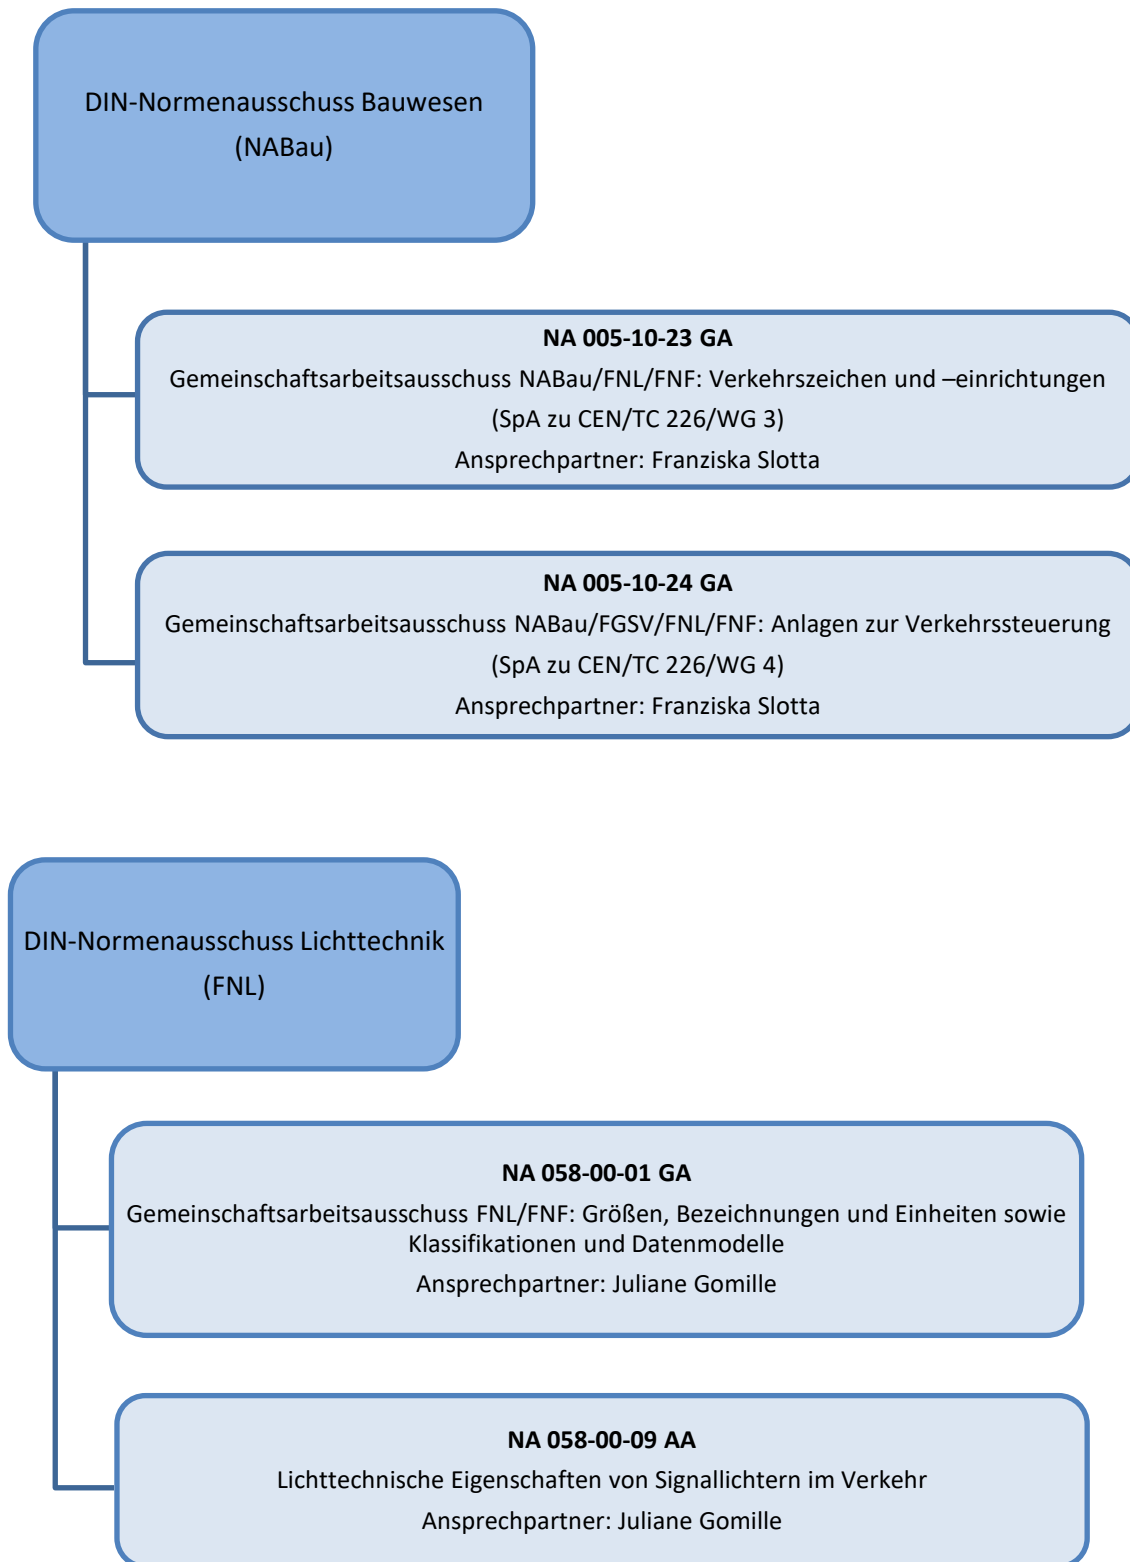 DIN-Normenausschuss Bauwesen
(NABau)
NA 005-10-23 GA
Gemeinschaftsarbeitsausschuss NABau/FNL/FNF: Verkehrszeichen und –einrichtungen
(SpA zu CEN/TC 226/WG 3)
Ansprechpartner: Franziska Slotta
NA 005-10-24 GA
Gemeinschaftsarbeitsausschuss NABau/FGSV/FNL/FNF: Anlagen zur Verkehrssteuerung
(SpA zu CEN/TC 226/WG 4)
Ansprechpartner: Franziska Slotta
DIN-Normenausschuss Lichttechnik
(FNL)
NA 058-00-01 GA
Gemeinschaftsarbeitsausschuss FNL/FNF: Größen, Bezeichnungen und Einheiten sowie
Klassifikationen und Datenmodelle
Ansprechpartner: Juliane Gomille
NA 058-00-09 AA
Lichttechnische Eigenschaften von Signallichtern im Verkehr
Ansprechpartner: Juliane Gomille